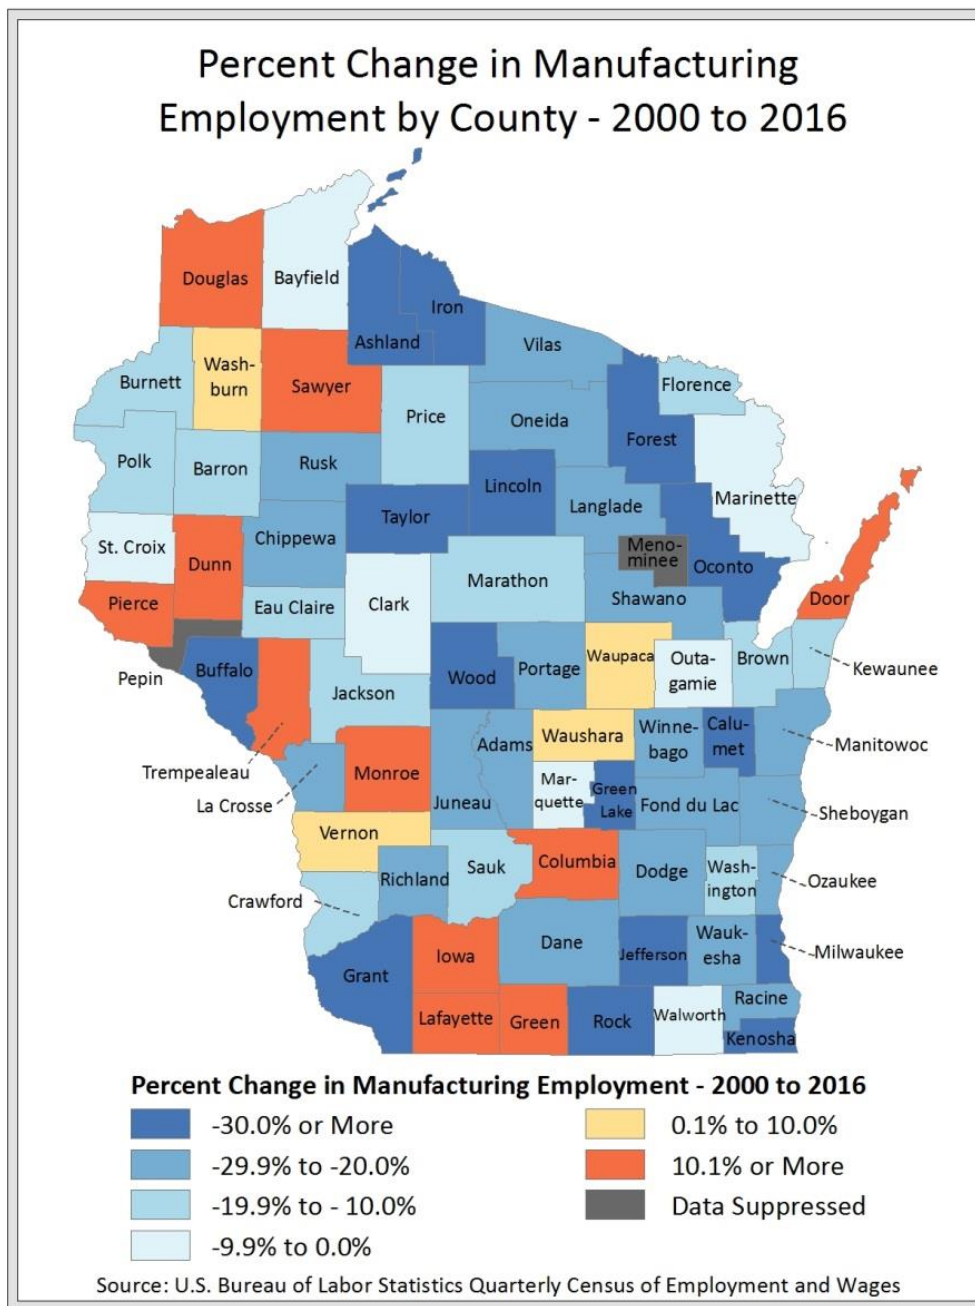 Percent Change in Manufacturing
Employment by County - 2000 to 2016
Douglas
Bayfield
Iron
Ashland
Vilas
Wash-
burn
Burnett
Sawyer
Florence
Price
Oneida
Forest
Polk
Barron
Rusk
Lincoln
Marinette
Taylor
Langlade
St. Croix
Chippewa
Meno-
minee
Dunn
Marathon
Oconto
Pierce
Eau Claire
Clark
Shawano
Door
Waupaca
Outa-
gamie
Brown
Kewaunee
Pepin
Buffalo
Wood
Portage
Jackson
Trempealeau
Adams
Waushara
Winne-
bago
Calu-
met
Manitowoc
La Crosse
Monroe
Juneau
Mar-
quette
Green
Lake
Fond du Lac
Sheboygan
Vernon
Columbia
Sauk
Richland
Dodge
Wash-
ington
Ozaukee
Crawford
Dane
Jefferson
Wauk-
esha
Milwaukee
Grant
Iowa
Lafayette
Green
Rock
Walworth
Racine
Kenosha
Percent Change in Manufacturing Employment - 2000 to 2016
-30.0% or More
-29.9% to -20.0%
-19.9% to - 10.0%
-9.9% to 0.0%
0.1% to 10.0%
10.1% or More
Data Suppressed
Source: U.S. Bureau of Labor Statistics Quarterly Census of Employment and Wages